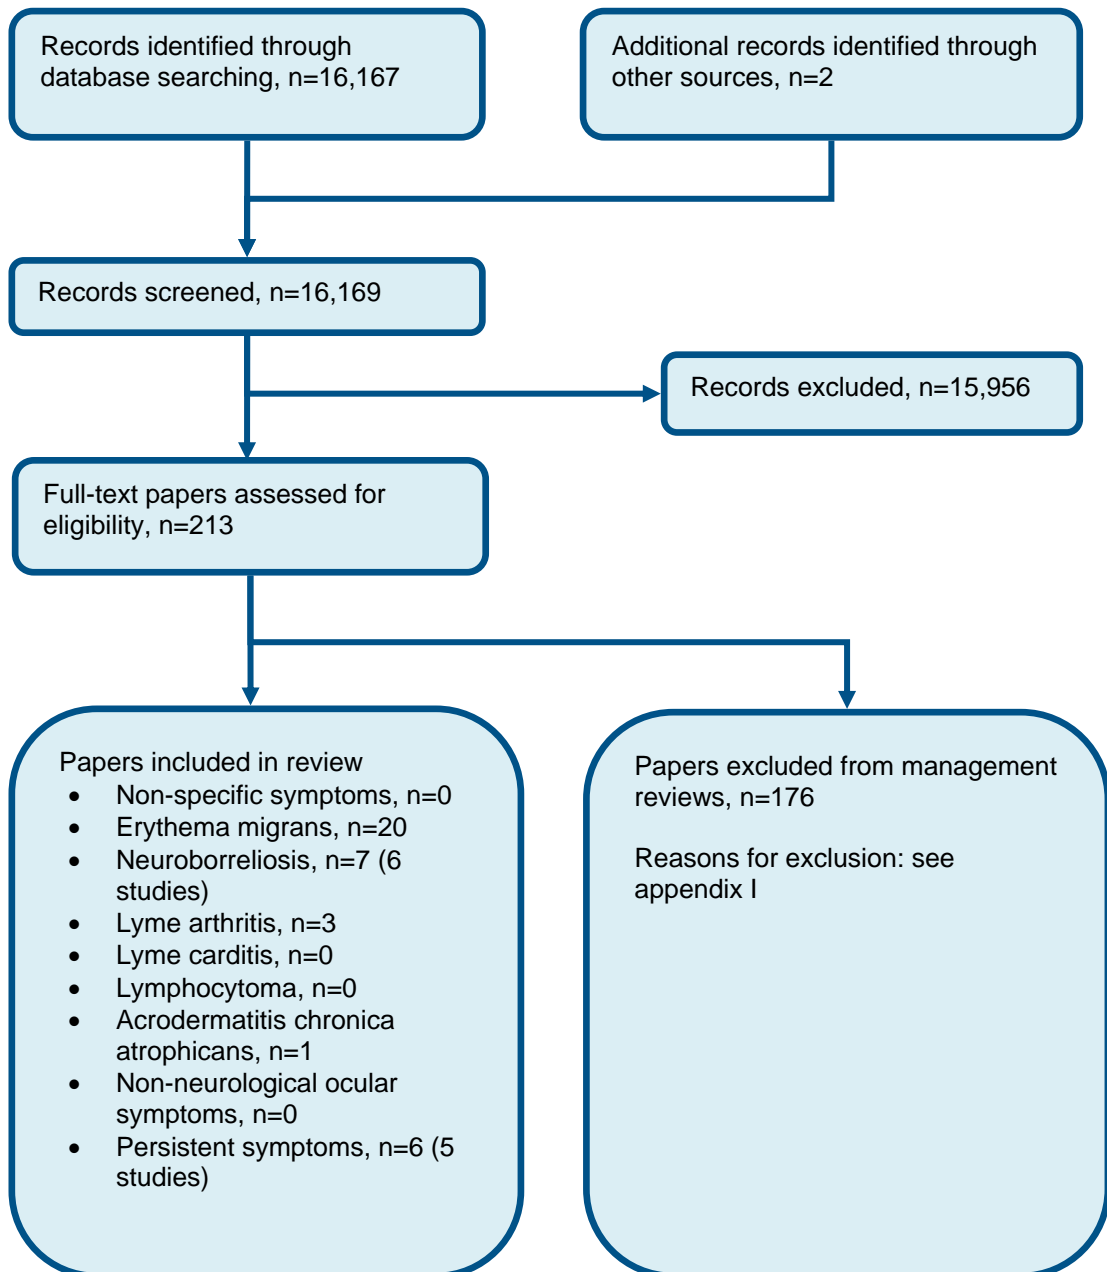 Records identified through
database searching, n=16,167
Additional records identified through
other sources, n=2
Records screened, n=16,169
Records excluded, n=15,956
Full-text papers assessed for
eligibility, n=213
Papers included in review
• Non-specific symptoms, n=0
• Erythema migrans, n=20
• Neuroborreliosis, n=7 (6
studies)
• Lyme arthritis, n=3
• Lyme carditis, n=0
• Lymphocytoma, n=0
• Acrodermatitis chronica
atrophicans, n=1
• Non-neurological ocular
symptoms, n=0
• Persistent symptoms, n=6 (5
studies)
Papers excluded from management
reviews, n=176
Reasons for exclusion: see
appendix I